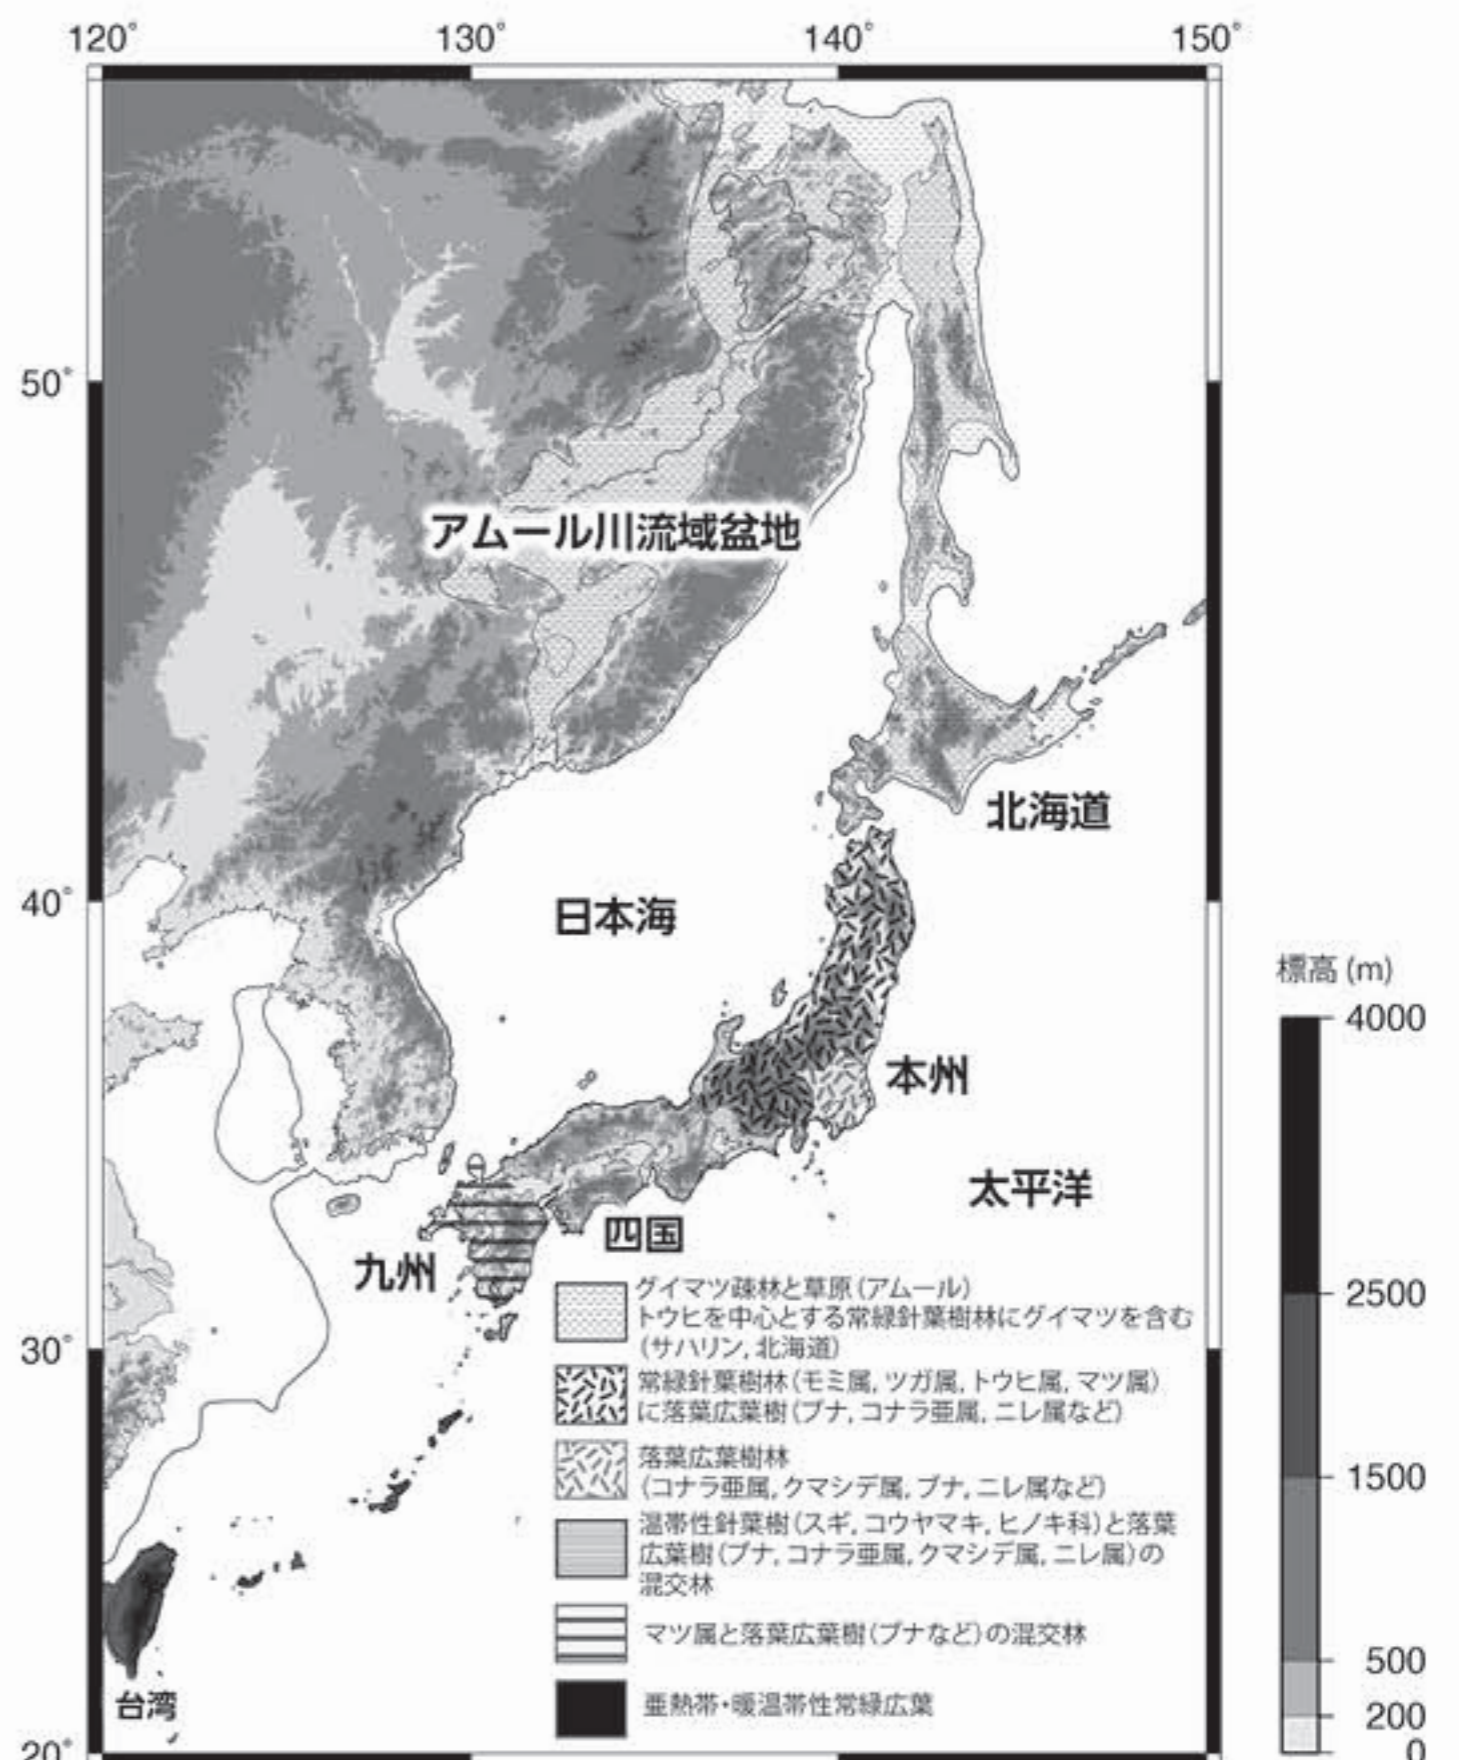 120° 130° 140° 150°
50°
アムール川流域盆地
北海道
40°
日本海
標高(m)
4000
本州
太平洋
四国
九州
2500
グイマツ疎林と草原(アムール)
トウヒを中心とする常緑針葉樹林にグイマツを含む
(サハリン, 北海道)
30°
常緑針葉樹林(モミ属, ツガ属, トウヒ属, マツ属)
に落葉広葉樹(ブナ, コナラ亜属, ニレ属など)
落葉広葉樹林
(コナラ亜属, クマシデ属, ブナ, ニレ属など)
1500
温帯性針葉樹(スギ, コウヤマキ, ヒノキ科)と落葉
広葉樹(ブナ, コナラ亜属, クマシデ属, ニレ属)の
混交林
マツ属と落葉広葉樹(ブナなど)の混交林
500
亜熱帯・暖温帯性常緑広葉
台湾
200
20°
0